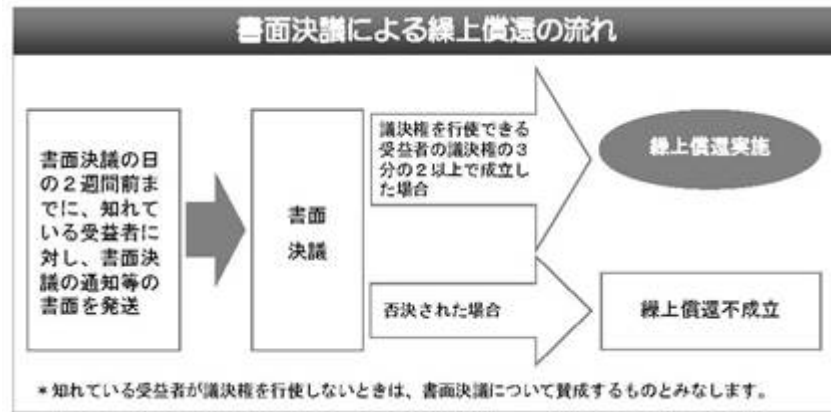 書面決議による繰上償還の流れ
書面決議の日
の２週間前ま
でに、知れて
いる受益者に
対し、書面決
議の通知等の
書面を発送
書面
決議
議決権を行使できる
受益者の議決権の３
分の２以上で成立し
た場合
繰上償還実施
否決された場合
繰上償還不成立
＊知れている受益者が議決権を行使しないときは、書面決議について賛成するものとみなします。